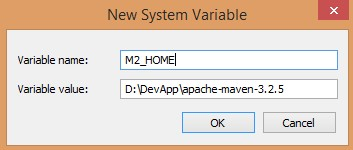 New System Variable
Variable name: M2_HOME
Variable value: D:\DevApp\apache-maven-3.2.5
OK Cancel